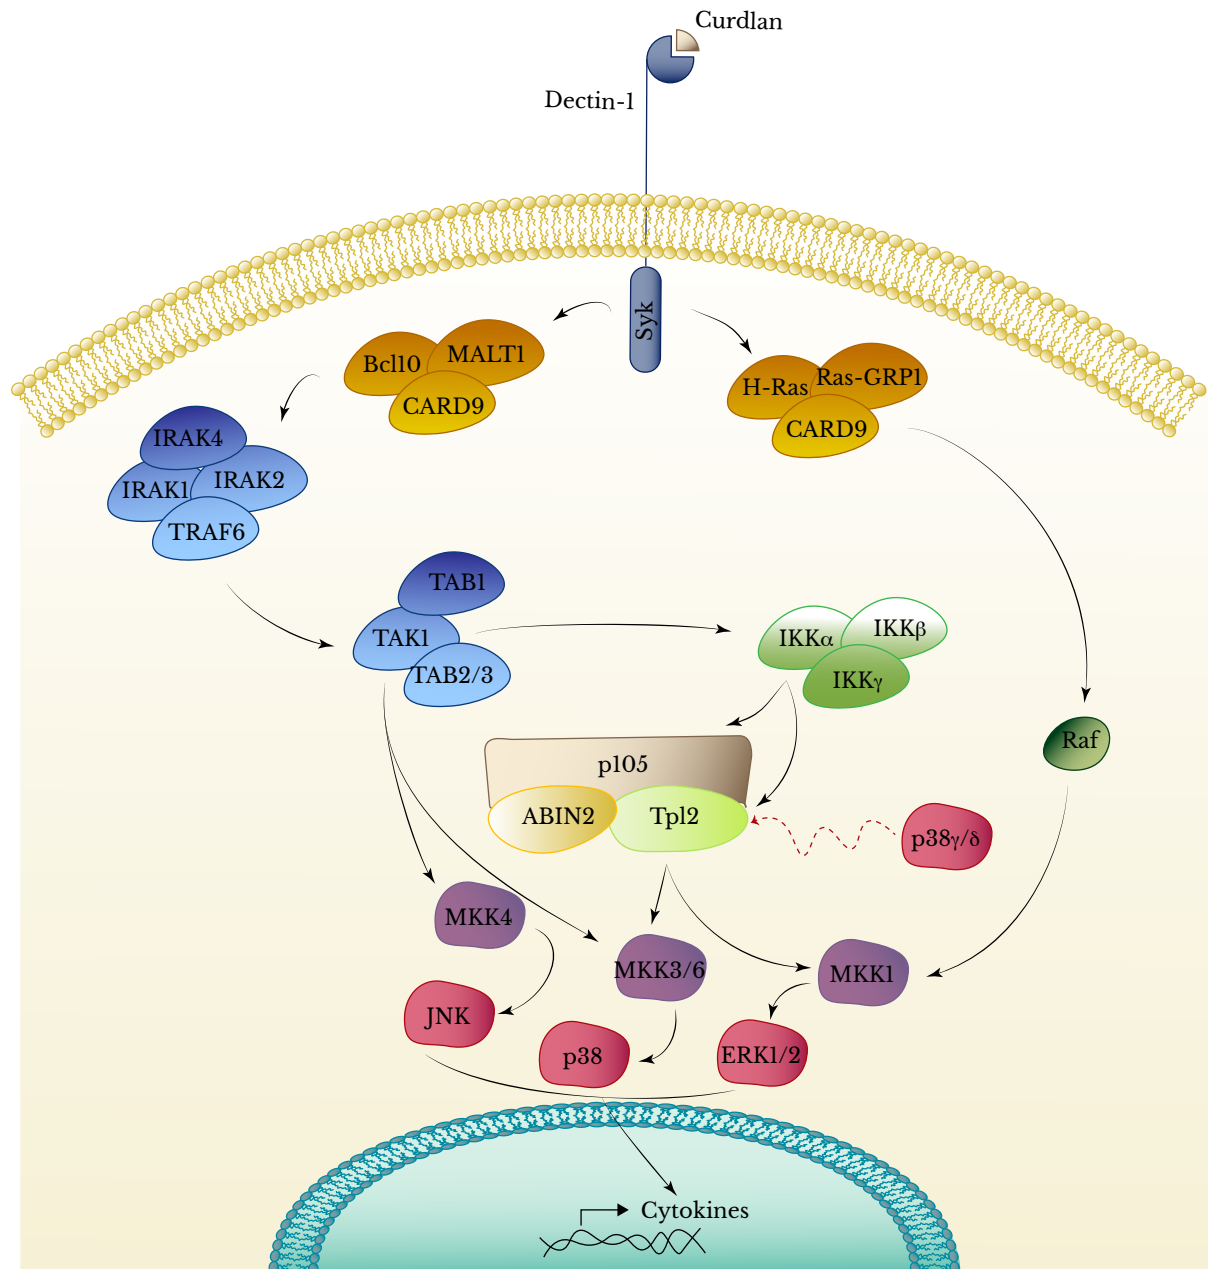 Curdlan
Dectin-1
Syk
Bcl10
MALT1
CARD9
H-Ras
Ras-GRP1
CARD9
IRAK4
IRAK1
IRAK2
TRAF6
TAB1
TAK1
TAB2/3
IKKα
IKKβ
IKKγ
p105
ABIN2
Tpl2
Raf
p38γ/δ
MKK4
MKK3/6
MKK1
JNK
p38
ERK1/2
Cytokines